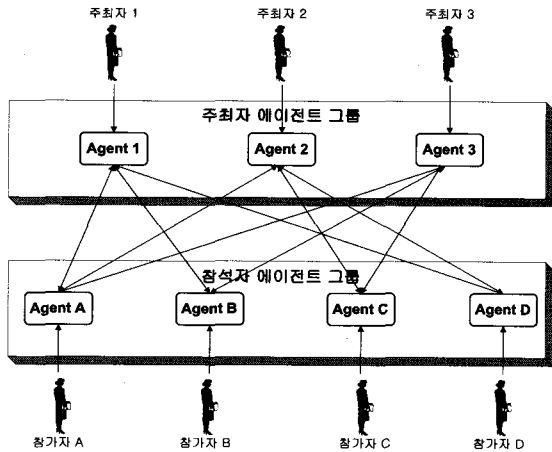 주최자 1
주최자 2
주최자 3
주최자 에이전트 그룹
Agent 1
Agent 2
Agent 3
참석자 에이전트 그룹
Agent A
Agent B
Agent C
Agent D
참가자 A
참가자 B
참가자 C
참가자 D